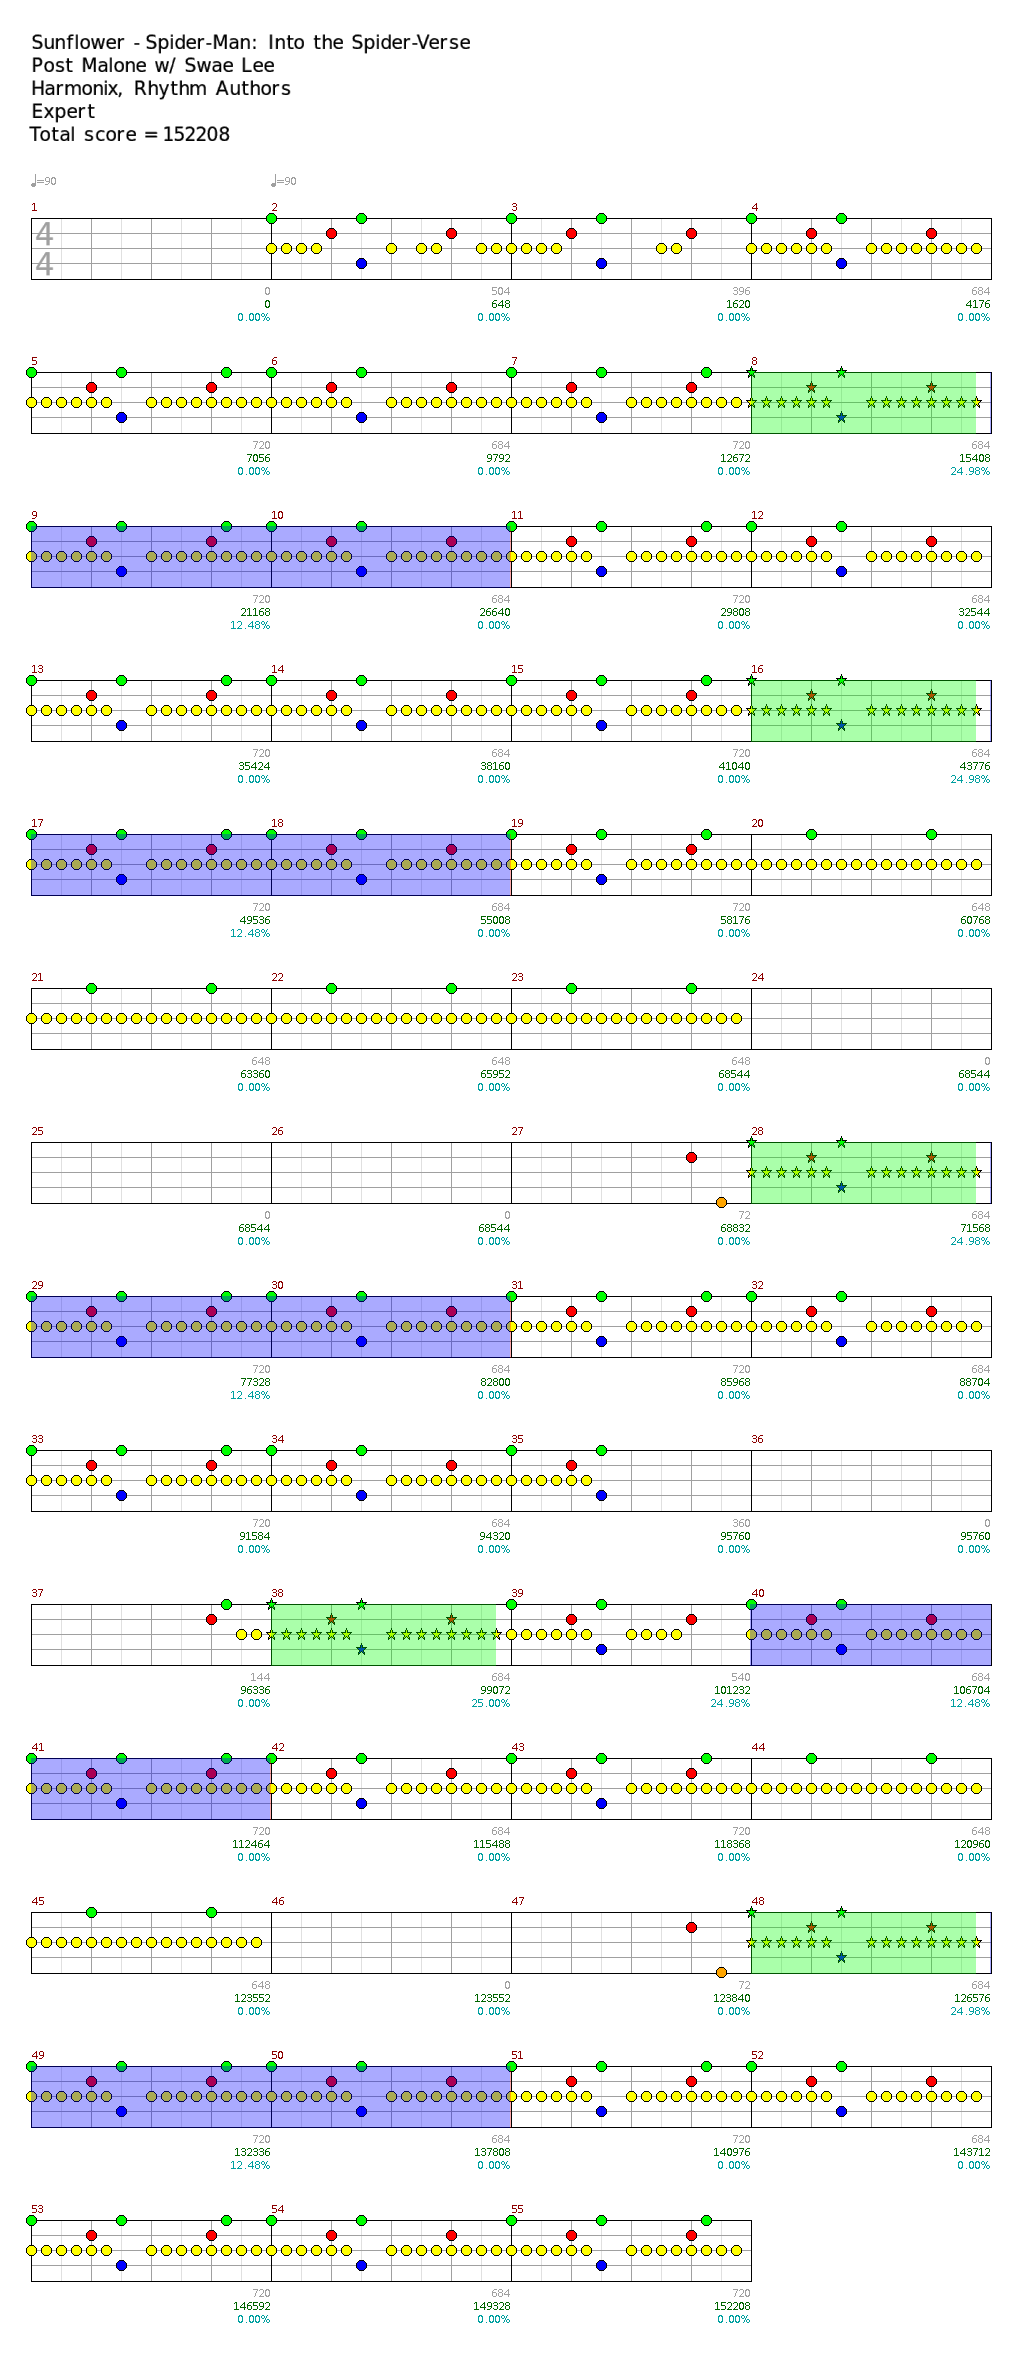 Sunflower - Spider-Man: Into the Spider-Verse
Post Malone w/ Swae Lee
Harmonix, Rhythm Authors
Expert
Total score = 152208
♩=90 ♩=90
1 2 3 4
4
4
0 504 396 684
0 648 1620 4176
0.00% 0.00% 0.00% 0.00%
5 6 7 8
720 684 720 684
7056 9792 12672 15408
0.00% 0.00% 0.00% 24.98%
9 10 11 12
720 684 720 684
21168 26640 29808 32544
12.48% 0.00% 0.00% 0.00%
13 14 15 16
720 684 720 684
35424 38160 41040 43776
0.00% 0.00% 0.00% 24.98%
17 18 19 20
720 684 720 648
49536 55008 58176 60768
12.48% 0.00% 0.00% 0.00%
21 22 23 24
648 648 648 0
63360 65952 68544 68544
0.00% 0.00% 0.00% 0.00%
25 26 27 28
0 0 72 684
68544 68544 68832 71568
0.00% 0.00% 0.00% 24.98%
29 30 31 32
720 684 720 684
77328 82800 85968 88704
12.48% 0.00% 0.00% 0.00%
33 34 35 36
720 684 360 0
91584 94320 95760 95760
0.00% 0.00% 0.00% 0.00%
37 38 39 40
144 684 540 684
96336 99072 101232 106704
0.00% 25.00% 24.98% 12.48%
41 42 43 44
720 684 720 648
112464 115488 118368 120960
0.00% 0.00% 0.00% 0.00%
45 46 47 48
648 0 72 684
123552 123552 123840 126576
0.00% 0.00% 0.00% 24.98%
49 50 51 52
720 684 720 684
132336 137808 140976 143712
12.48% 0.00% 0.00% 0.00%
53 54 55
720 684 720
146592 149328 152208
0.00% 0.00% 0.00%